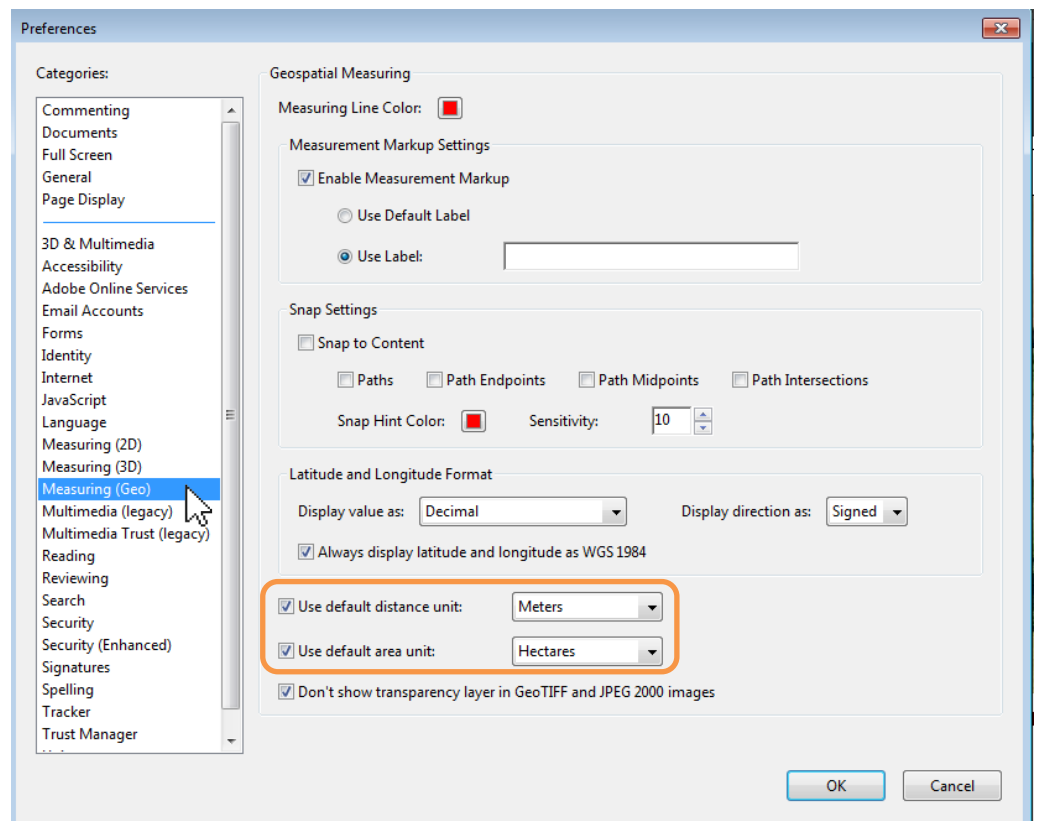 Preferences
Categories:
Commenting
Documents
Full Screen
General
Page Display
3D & Multimedia
Accessibility
Adobe Online Services
Email Accounts
Forms
Identity
Internet
JavaScript
Language
Measuring (2D)
Measuring (3D)
Measuring (Geo)
Multimedia (legacy)
Multimedia Trust (legacy)
Reading
Reviewing
Search
Security
Security (Enhanced)
Signatures
Spelling
Tracker
Trust Manager
Geospatial Measuring
Measuring Line Color:
Measurement Markup Settings
Enable Measurement Markup
Use Default Label
Use Label:
Snap Settings
Snap to Content
Paths Path Endpoints Path Midpoints Path Intersections
Snap Hint Color: Sensitivity: 10
Latitude and Longitude Format
Display value as: Decimal Display direction as: Signed
Always display latitude and longitude as WGS 1984
Use default distance unit: Meters
Use default area unit: Hectares
Don't show transparency layer in GeoTIFF and JPEG 2000 images
OK Cancel